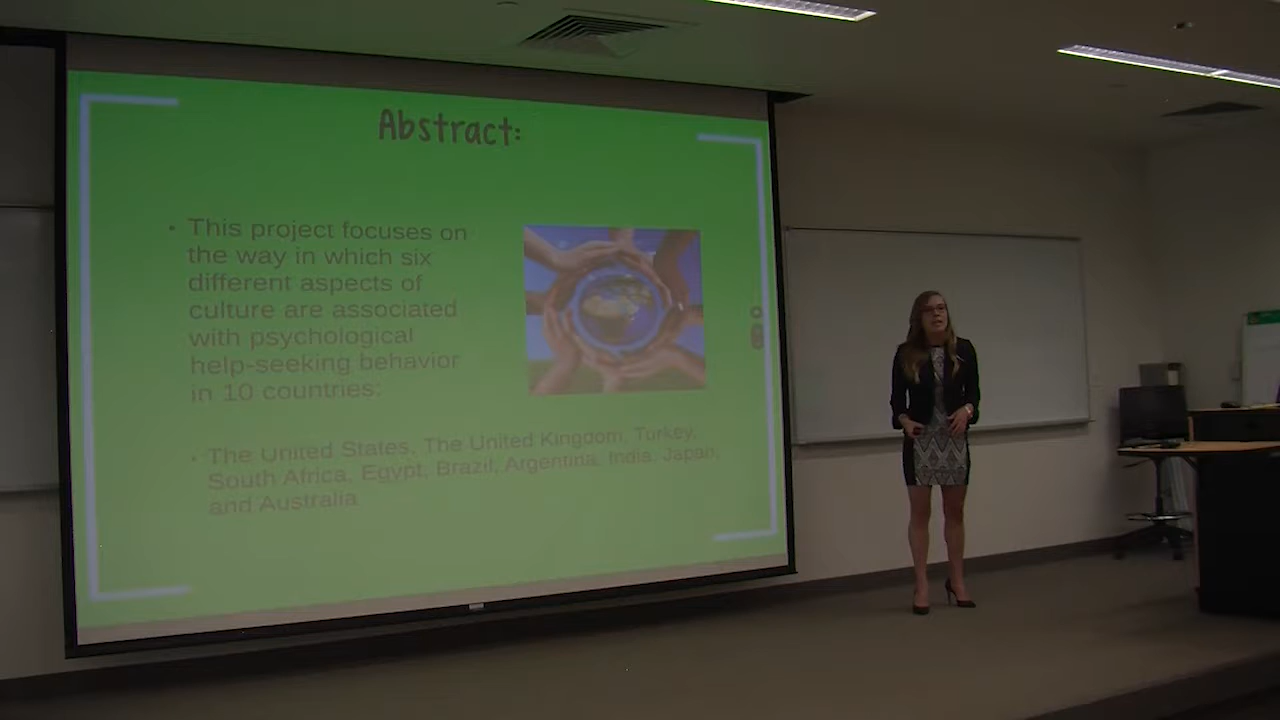 Abstract:
• This project focuses on
the way in which six
different aspects of
culture are associated
with psychological
help-seeking behavior
in 10 countries:
• The United States, The United Kingdom, Turkey,
South Africa, Egypt, Brazil, Argentina, India, Japan,
and Australia